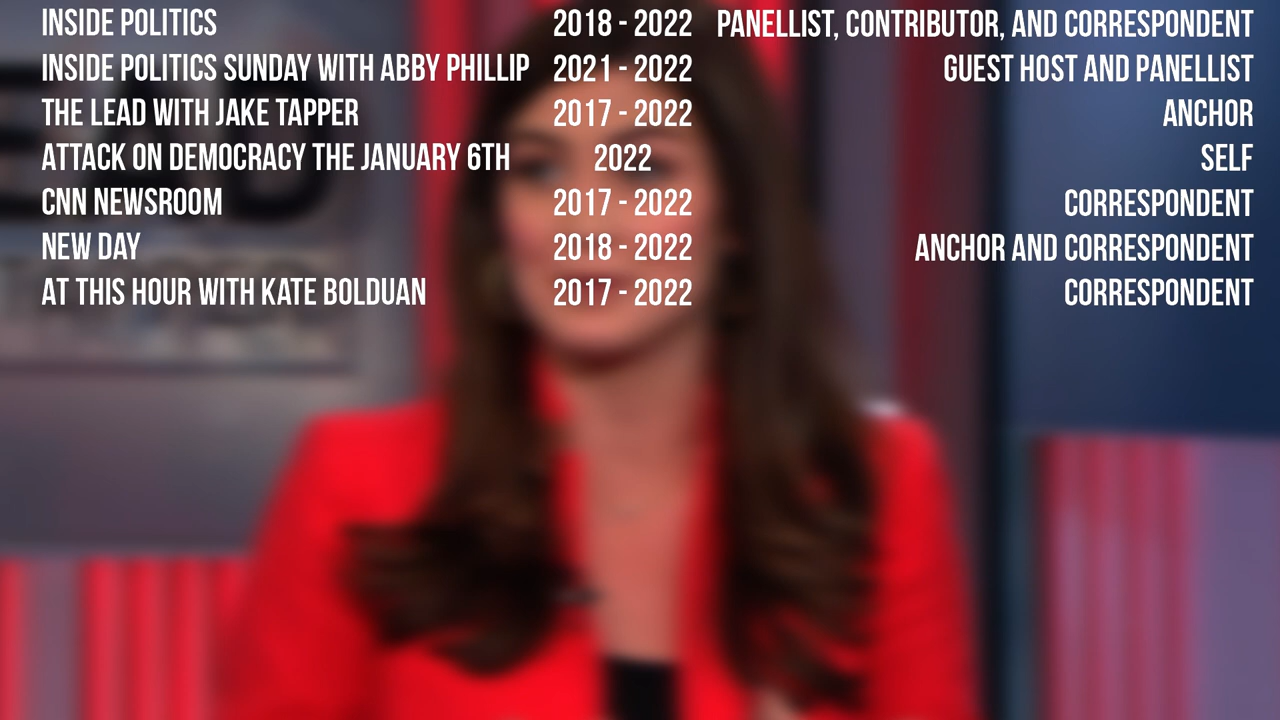 INSIDE POLITICS 2018 - 2022 PANELLIST, CONTRIBUTOR, AND CORRESPONDENT
INSIDE POLITICS SUNDAY WITH ABBY PHILLIP 2021 - 2022 GUEST HOST AND PANELLIST
THE LEAD WITH JAKE TAPPER 2017 - 2022 ANCHOR
ATTACK ON DEMOCRACY THE JANUARY 6TH 2022 SELF
CNN NEWSROOM 2017 - 2022 CORRESPONDENT
NEW DAY 2018 - 2022 ANCHOR AND CORRESPONDENT
AT THIS HOUR WITH KATE BOLDUAN 2017 - 2022 CORRESPONDENT